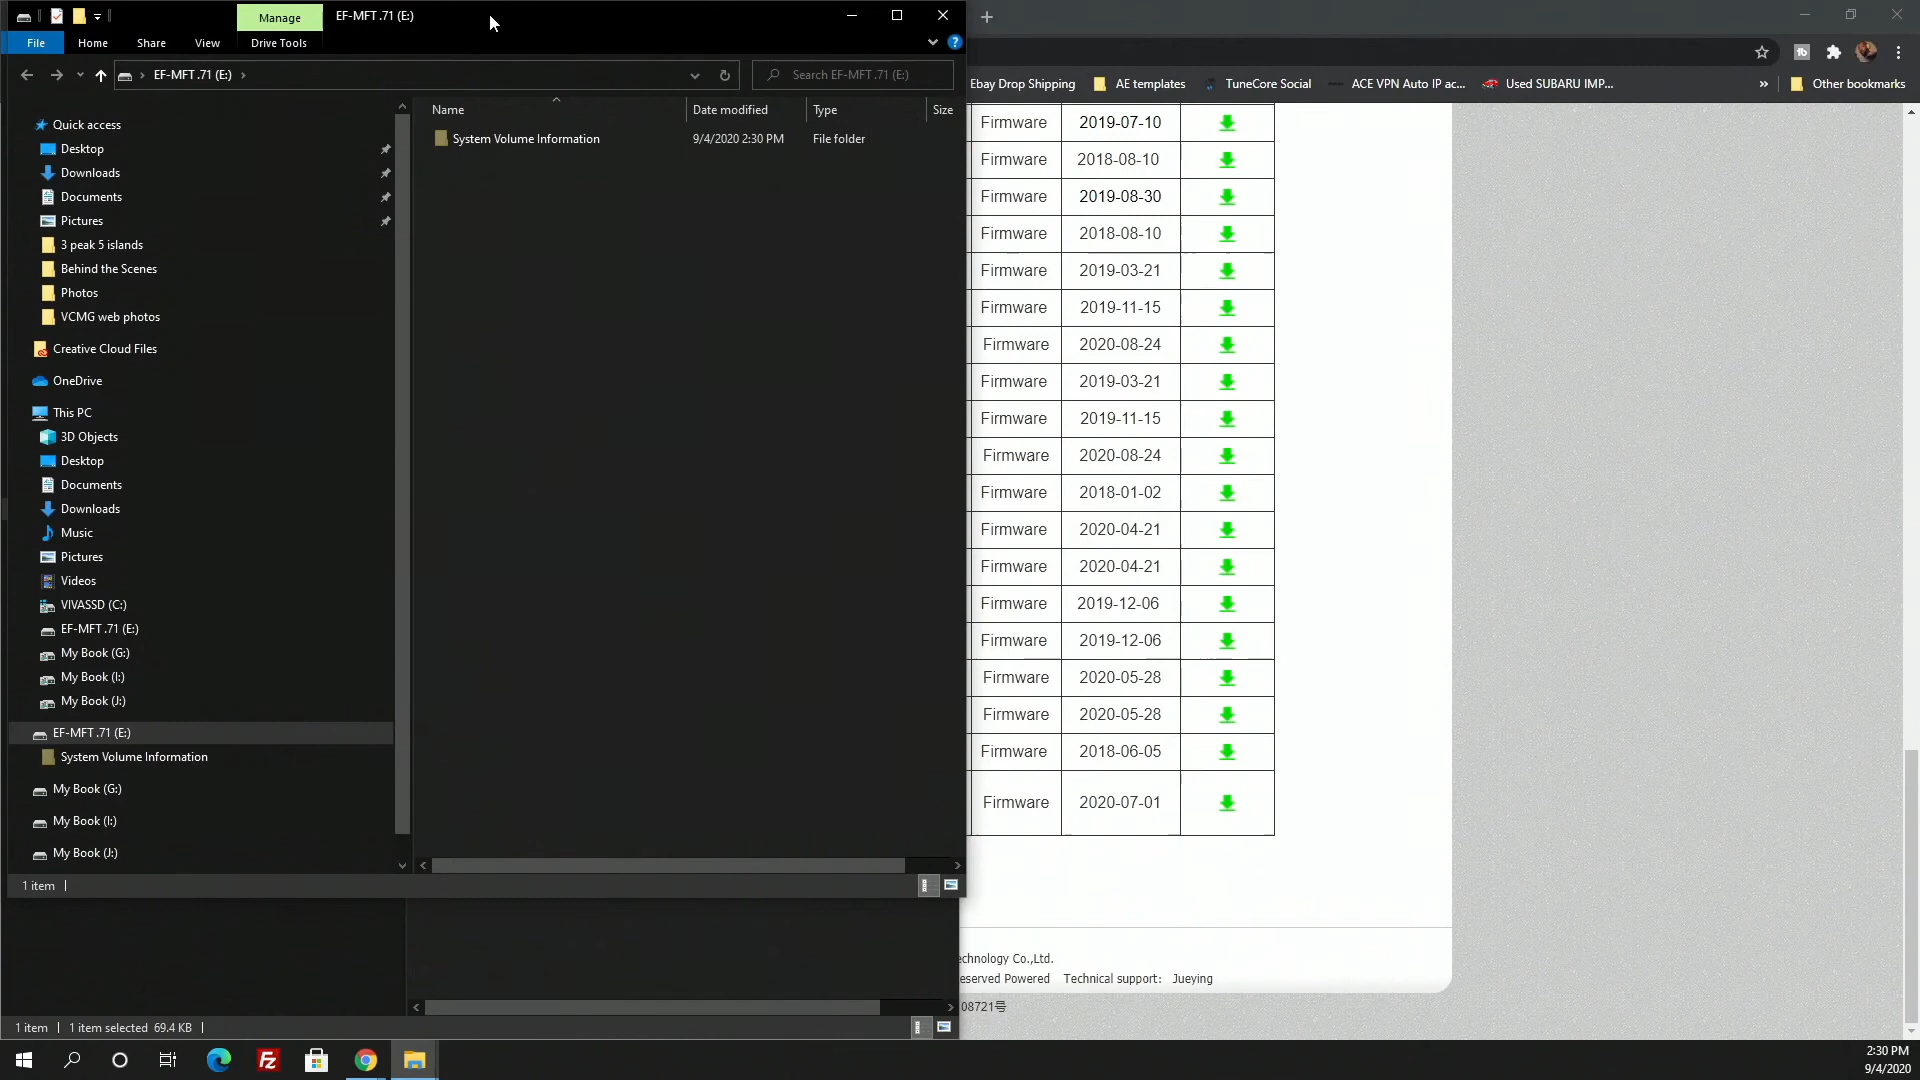 Manage
EF-MFT .71 (E:)
File
Home
Share
View
Drive Tools
EF-MFT .71 (E:)
Search EF-MFT .71 (E:)
Name
Date modified
Type
Size
System Volume Information
9/4/2020 2:30 PM
File folder
Quick access
Desktop
Downloads
Documents
Pictures
3 peak 5 islands
Behind the Scenes
Photos
VCMG web photos
Creative Cloud Files
OneDrive
This PC
3D Objects
Desktop
Documents
Downloads
Music
Pictures
Videos
VIVASSD (C:)
EF-MFT .71 (E:)
My Book (G:)
My Book (I:)
My Book (J:)
EF-MFT .71 (E:)
System Volume Information
My Book (G:)
My Book (I:)
My Book (J:)
1 item
1 item
1 item selected 69.4 KB
Ebay Drop Shipping
AE templates
TuneCore Social
ACE VPN Auto IP ac...
Used SUBARU IMP...
»
Other bookmarks
Firmware 2019-07-10
Firmware 2018-08-10
Firmware 2019-08-30
Firmware 2018-08-10
Firmware 2019-03-21
Firmware 2019-11-15
Firmware 2020-08-24
Firmware 2019-03-21
Firmware 2019-11-15
Firmware 2020-08-24
Firmware 2018-01-02
Firmware 2020-04-21
Firmware 2020-04-21
Firmware 2019-12-06
Firmware 2019-12-06
Firmware 2020-05-28
Firmware 2020-05-28
Firmware 2018-06-05
Firmware 2020-07-01
echnology Co.,Ltd.
eserved Powered Technical support: Jueying
08721号
2:30 PM
9/4/2020